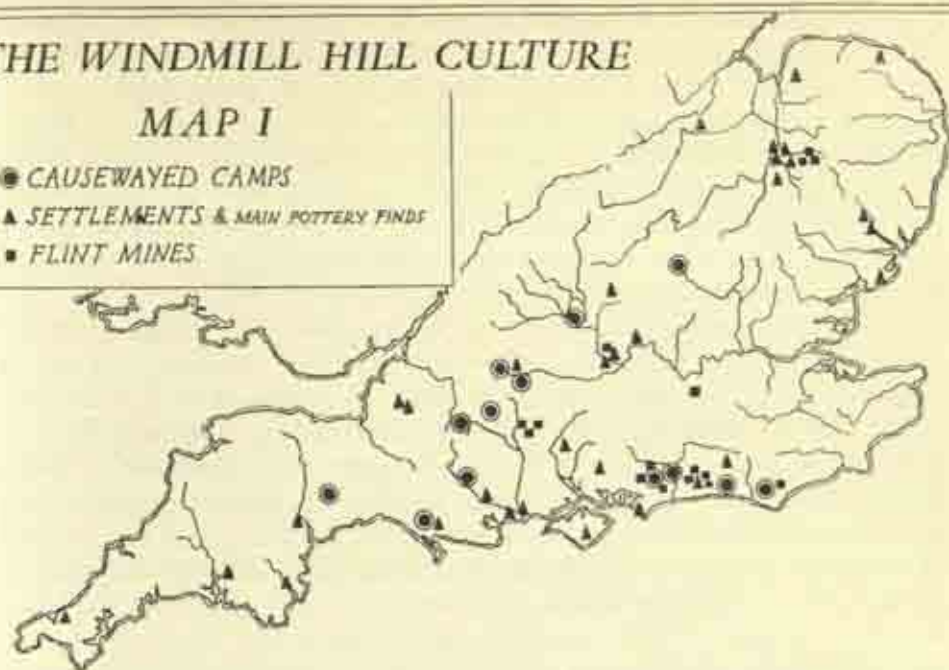 THE WINDMILL HILL CULTURE
MAP I
CAUSEWAYED CAMPS
SETTLEMENTS & MAIN POTTERY FINDS
FLINT MINES